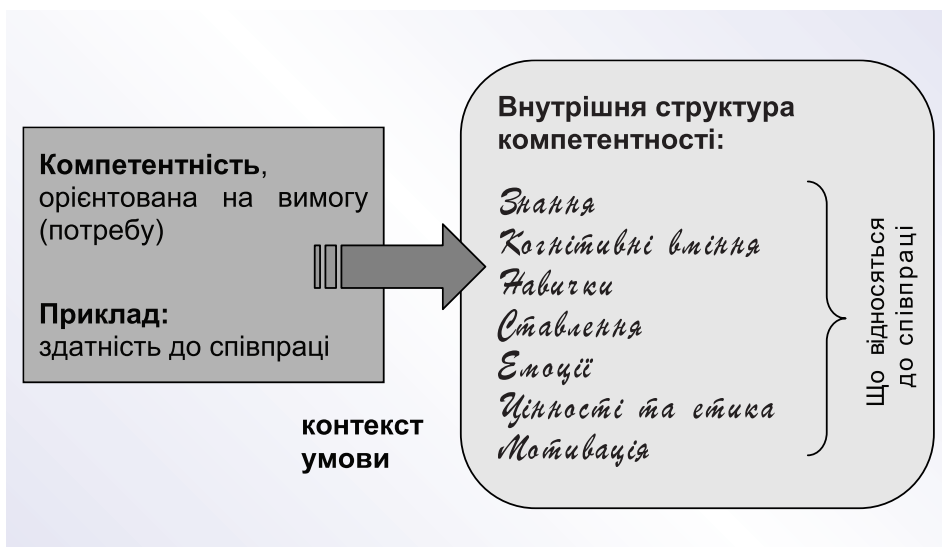 Компетентність,
орієнтована на вимогу
(потребу)
Приклад:
здатність до співпраці
контекст
умови
Внутрішня структура
компетентності:
Знання
Когнітивні вміння
Навички
Ставлення
Емоції
Цінності та етика
Мотивація
Що відносяться
до співпраці